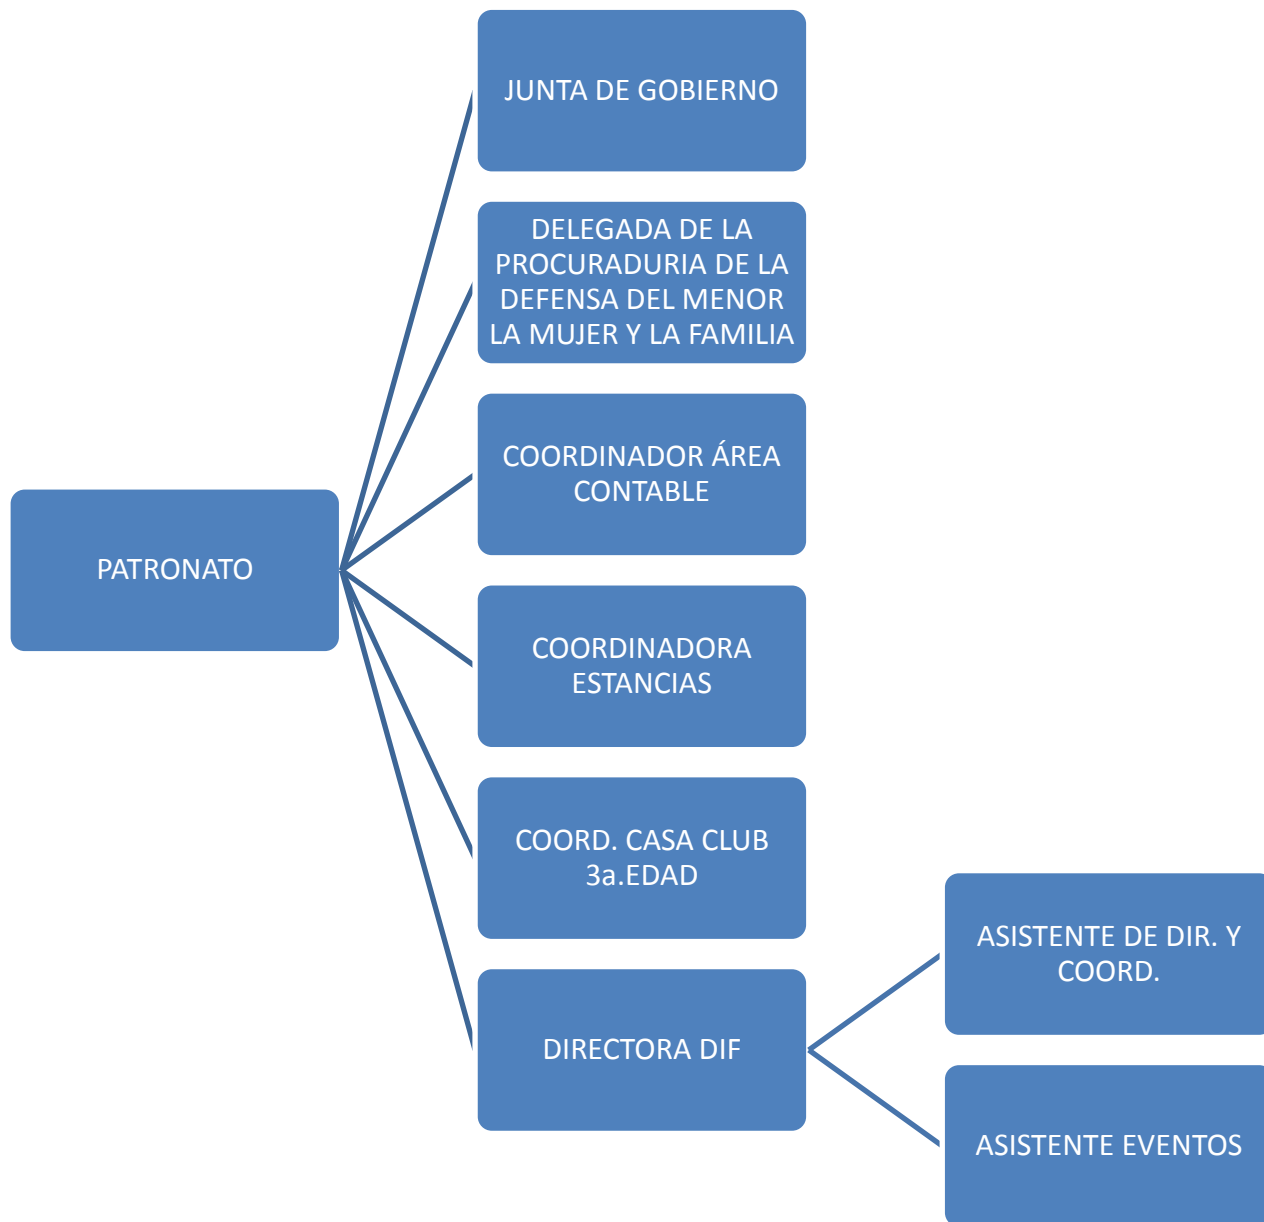 JUNTA DE GOBIERNO
DELEGADA DE LA
PROCURADURIA DE LA
DEFENSA DEL MENOR
LA MUJER Y LA FAMILIA
COORDINADOR ÁREA
CONTABLE
PATRONATO
COORDINADORA
ESTANCIAS
COORD. CASA CLUB
3a.EDAD
ASISTENTE DE DIR. Y
COORD.
DIRECTORA DIF
ASISTENTE EVENTOS